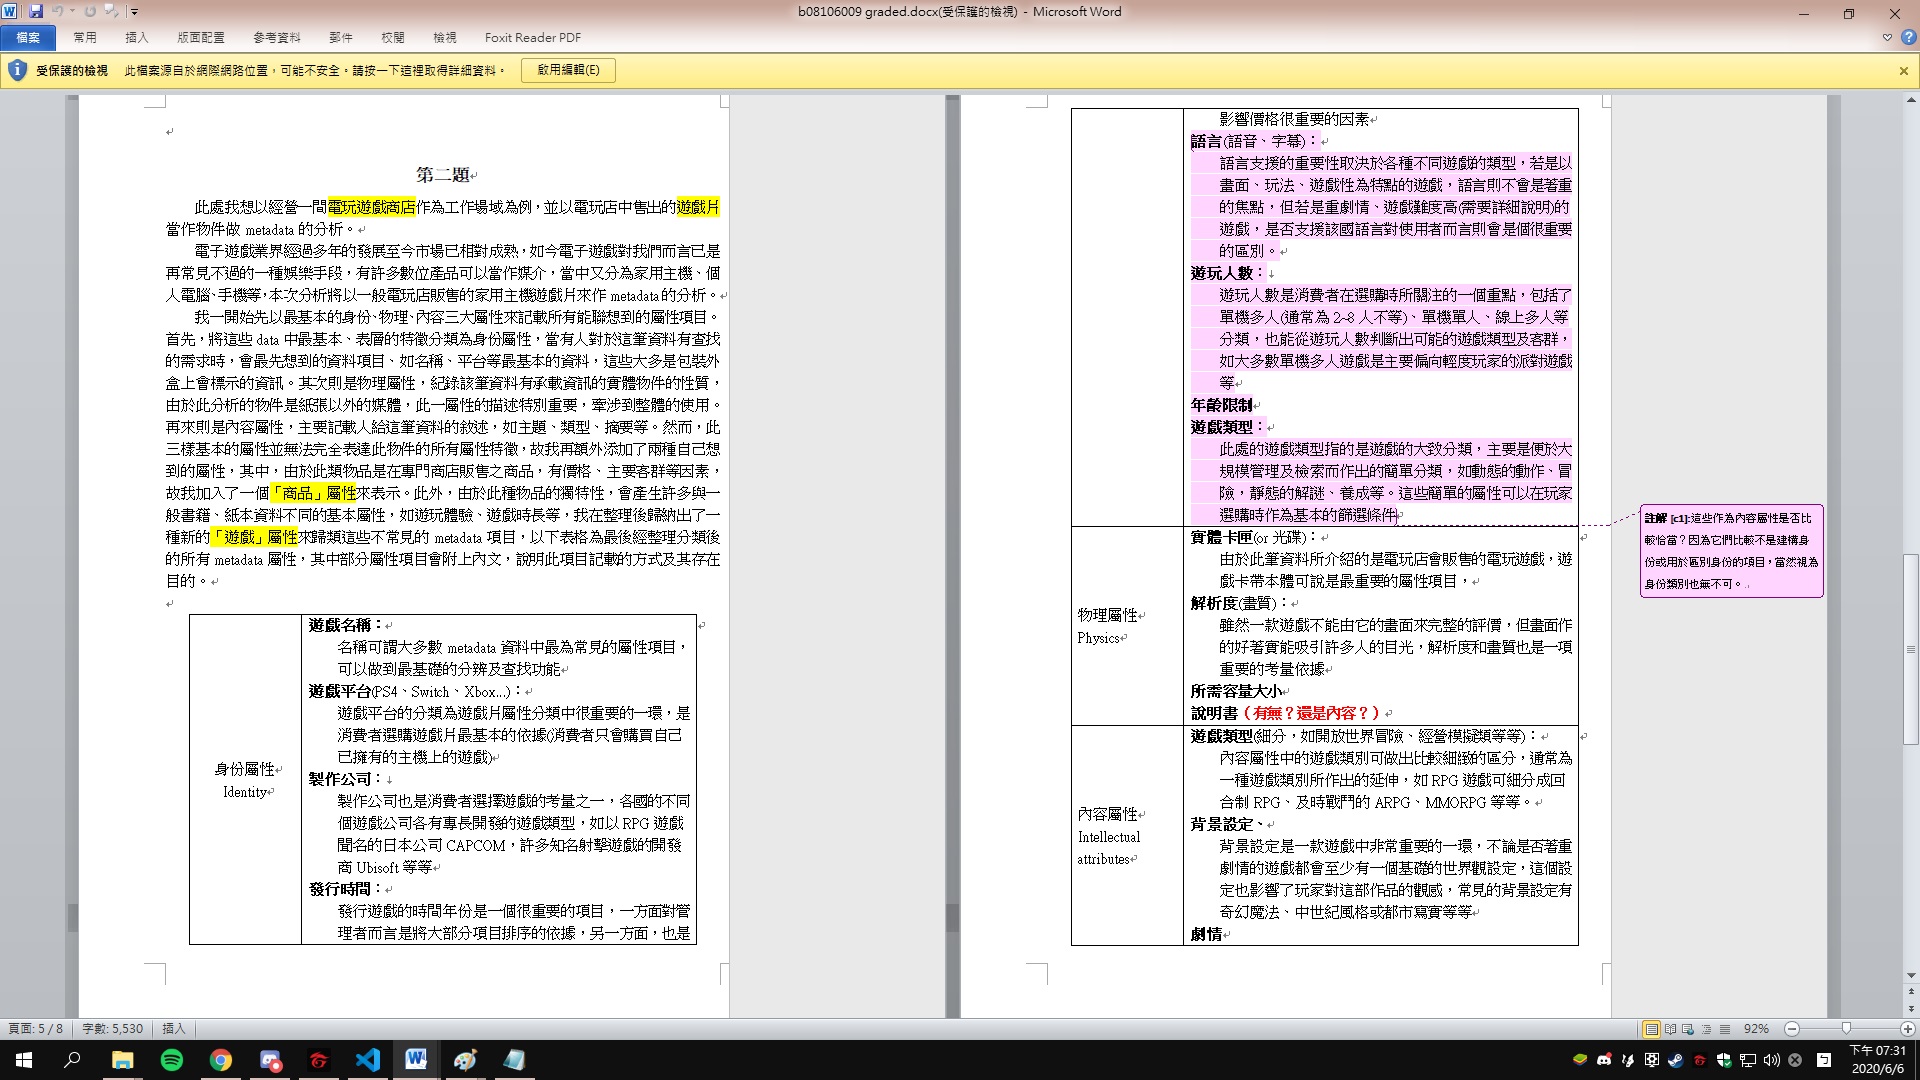 b08106009 graded.docx(受保護的檢視) - Microsoft Word
檔案 常用 插入 版面配置 參考資料 郵件 校閱 檢視 Foxit Reader PDF
受保護的檢視 此檔案源自於網際網路位置，可能不安全。請按一下這裡取得詳細資料。 啟用編輯(E)
第二題
此處我想以經營一間電玩遊戲商店作為工作場域為例，並以電玩店中售出的遊戲片
當作物件做 metadata 的分析。
電子遊戲業界經過多年的發展至今市場已相對成熟，如今電子遊戲對我們而言已是
再常見不過的一種娛樂手段，有許多數位產品可以當作媒介，當中又分為家用主機、個
人電腦、手機等，本次分析將以一般電玩店販售的家用主機遊戲片來作 metadata 的分析。
我一開始先以最基本的身份、物理、內容三大屬性來記載所有能聯想到的屬性項目。
首先，將這些 data 中最基本、表層的特徵分類為身份屬性，當有人對於這筆資料有查找
的需求時，會最先想到的資料項目、如名稱、平台等最基本的資料，這些大多是包裝外
盒上會標示的資訊。其次則是物理屬性，紀錄該筆資料有承載資訊的實體物件的性質，
由於此分析的物件是紙張以外的媒體，此一屬性的描述特別重要，牽涉到整體的使用。
再來則是內容屬性，主要記載人給這筆資料的敘述，如主題、類型、摘要等。然而，此
三樣基本的屬性並無法完全表達此物件的所有屬性特徵，故我再額外添加了兩種自己想
到的屬性，其中，由於此類物品是在專門商店販售之商品，有價格、主要客群等因素，
故我加入了一個「商品」屬性來表示。此外，由於此種物品的獨特性，會產生許多與一
般書籍、紙本資料不同的基本屬性，如遊玩體驗、遊戲時長等，我在整理後歸納出了一
種新的「遊戲」屬性來歸類這些不常見的 metadata 項目，以下表格為最後經整理分類後
的所有 metadata 屬性，其中部分屬性項目會附上內文，說明此項目記載的方式及其存在
目的。
身份屬性
Identity
遊戲名稱：
名稱可謂大多數 metadata 資料中最為常見的屬性項目，
可以做到最基礎的分辨及查找功能
遊戲平台(PS4、Switch、Xbox...)：
遊戲平台的分類為遊戲片屬性分類中很重要的一環，是
消費者選購遊戲片最基本的依據(消費者只會購買自己
已擁有的主機上的遊戲)
製作公司：
製作公司也是消費者選擇遊戲的考量之一，各國的不同
個遊戲公司各有專長開發的遊戲類型，如以 RPG 遊戲
聞名的日本公司 CAPCOM，許多知名射擊遊戲的開發
商 Ubisoft 等等
發行時間：
發行遊戲的時間年份是一個很重要的項目，一方面對管
理者而言是將大部分項目排序的依據，另一方面，也是
影響價格很重要的因素
語言(語音、字幕)：
語言支援的重要性取決於各種不同遊戲的類型，若是以
畫面、玩法、遊戲性為特點的遊戲，語言則不會是著重
的焦點，但若是重劇情、遊戲難度高(需要詳細說明)的
遊戲，是否支援該國語言對使用者而言則會是個很重要
的區別。
遊玩人數：
遊玩人數是消費者在選購時所關注的一個重點，包括了
單機多人(通常為 2~8 人不等)、單機單人、線上多人等
分類，也能從遊玩人數判斷出可能的遊戲類型及客群，
如大多數單機多人遊戲是主要偏向輕度玩家的派對遊戲
等
年齡限制
遊戲類型：
此處的遊戲類型指的是遊戲的大致分類，主要是便於大
規模管理及檢索而作出的簡單分類，如動態的動作、冒
險，靜態的解謎、養成等。這些簡單的屬性可以在玩家
選購時作為基本的篩選條件
物理屬性
Physics
實體卡匣(or 光碟)：
由於此筆資料所介紹的是電玩店會販售的電玩遊戲，遊
戲卡帶本體可說是最重要的屬性項目，
解析度(畫質)：
雖然一款遊戲不能由它的畫面來完整的評價，但畫面作
的好著實能吸引許多人的目光，解析度和畫質也是一項
重要的考量依據
所需容量大小
說明書（有無？還是內容？）
內容屬性
Intellectual
attributes
遊戲類型(細分，如開放世界冒險、經營模擬類等等)：
內容屬性中的遊戲類別可做出比較細緻的區分，通常為
一種遊戲類別所作出的延伸，如 RPG 遊戲可細分成回
合制 RPG、及時戰鬥的 ARPG、MMORPG 等等。
背景設定、
背景設定是一款遊戲中非常重要的一環，不論是否著重
劇情的遊戲都會至少有一個基礎的世界觀設定，這個設
定也影響了玩家對這部作品的觀感，常見的背景設定有
奇幻魔法、中世紀風格或都市寫實等等
劇情
註解 [c1]:這些作為內容屬性是否比
較恰當？因為它們比較不是建構身
份或用於區別身份的項目，當然視為
身份類別也無不可。
頁面: 5 / 8 字數: 5,530 插入 92%
下午 07:31
2020/6/6